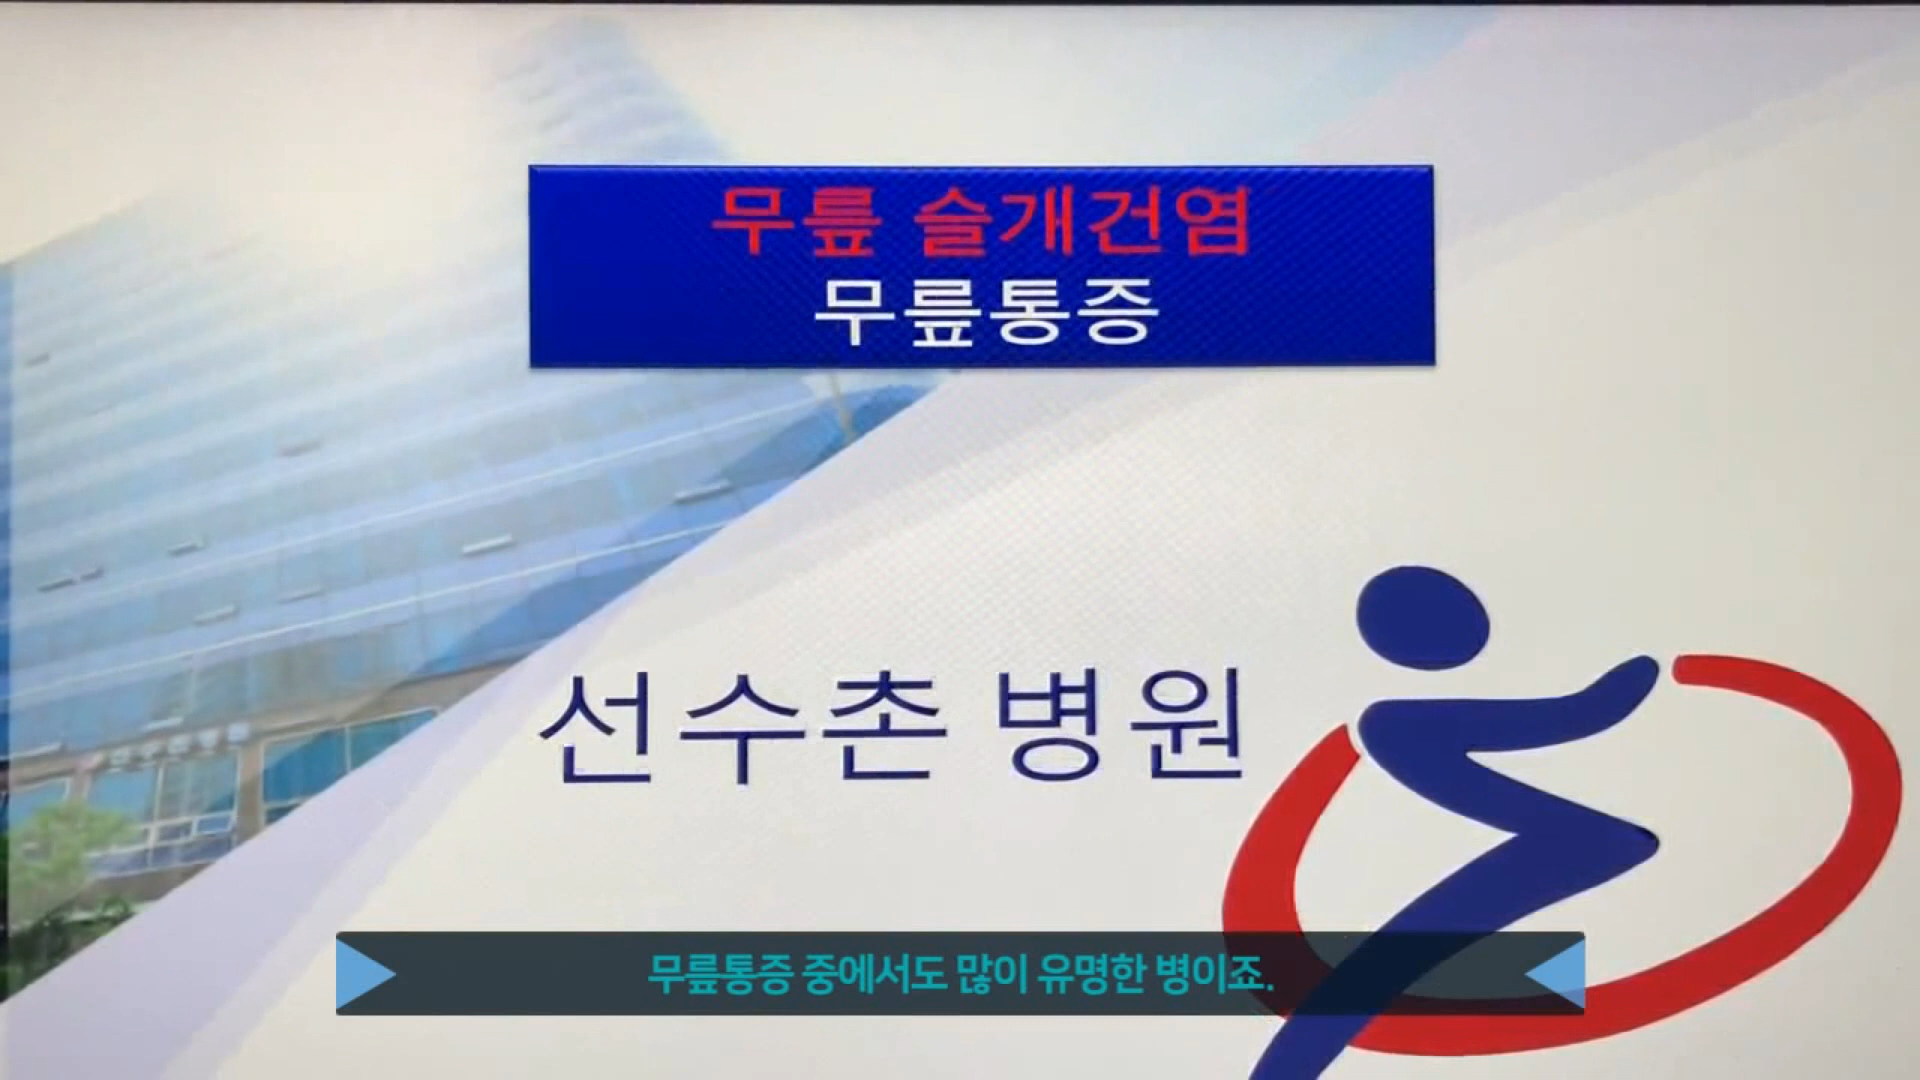 무릎 슬개건염
무릎통증
선수촌 병원
무릎통증 중에서도 많이 유명한 병이죠.